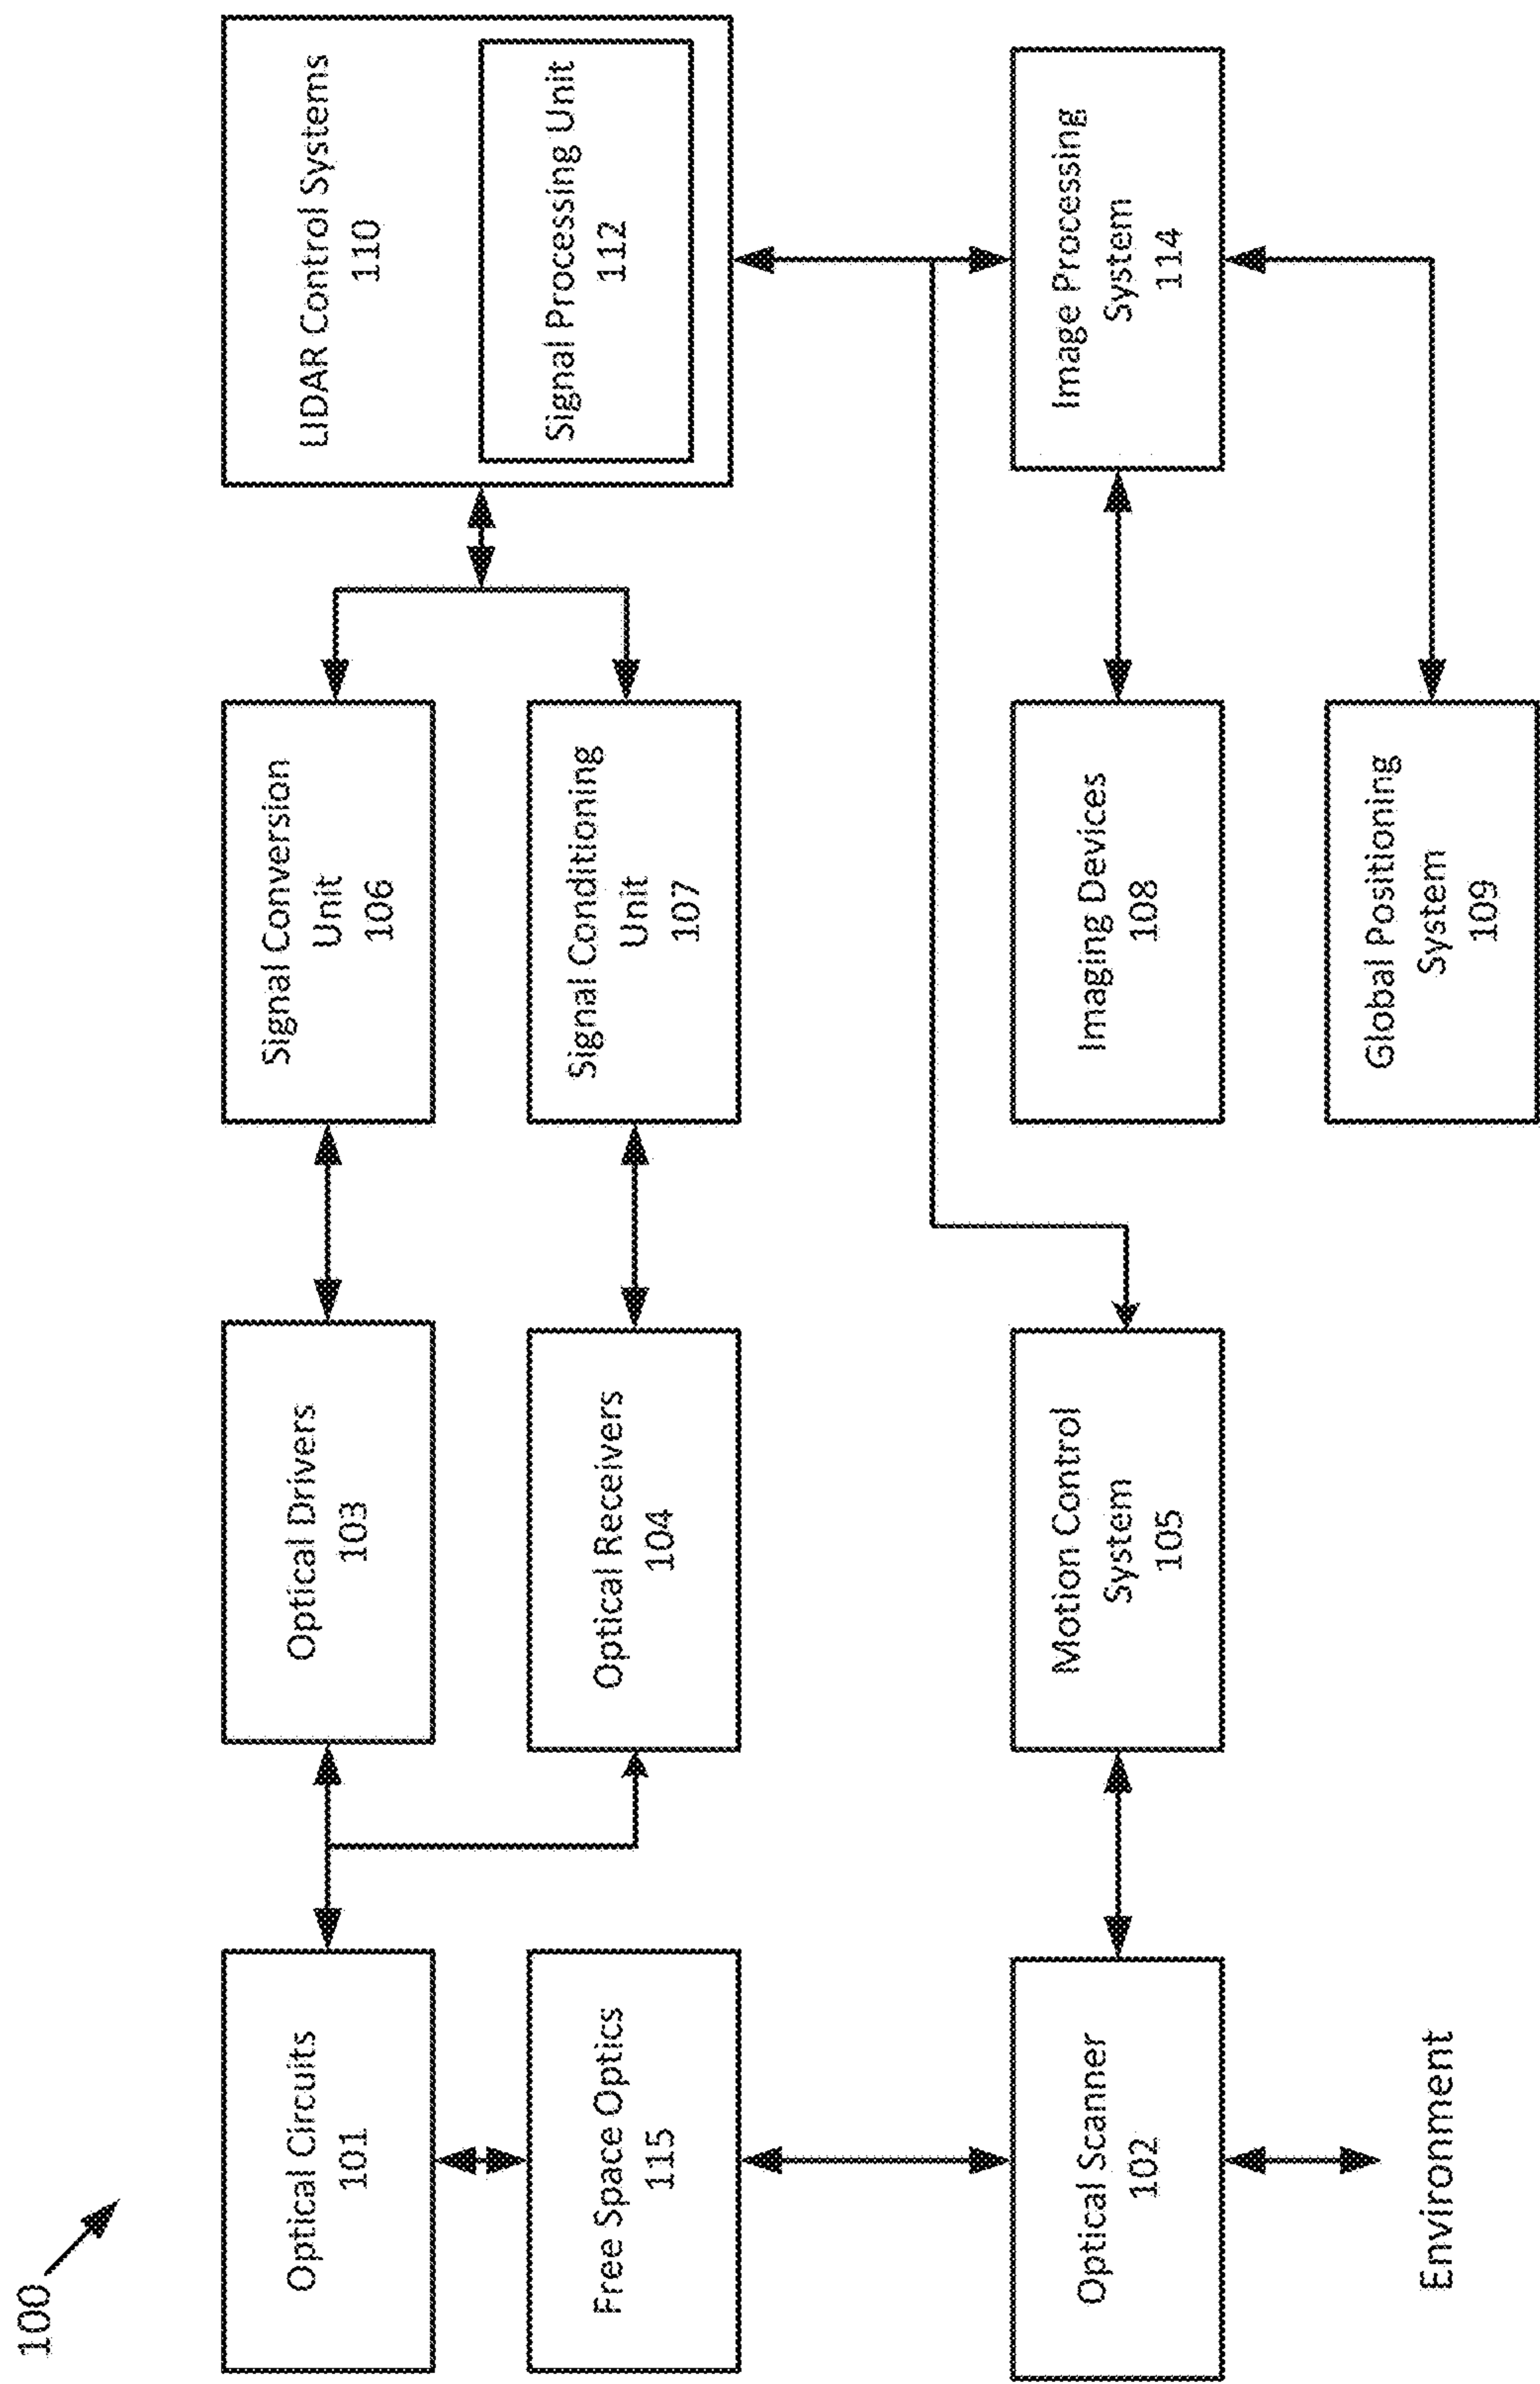 100
Optical Circuits
101
Optical Drivers
103
Signal Conversion
Unit
106
LIDAR Control Systems
110
Signal Processing Unit
112
Free Space Optics
115
Optical Receivers
104
Signal Conditioning
Unit
107
Optical Scanner
102
Motion Control
System
105
Imaging Devices
108
Image Processing
System
114
Global Positioning
System
109
Environment